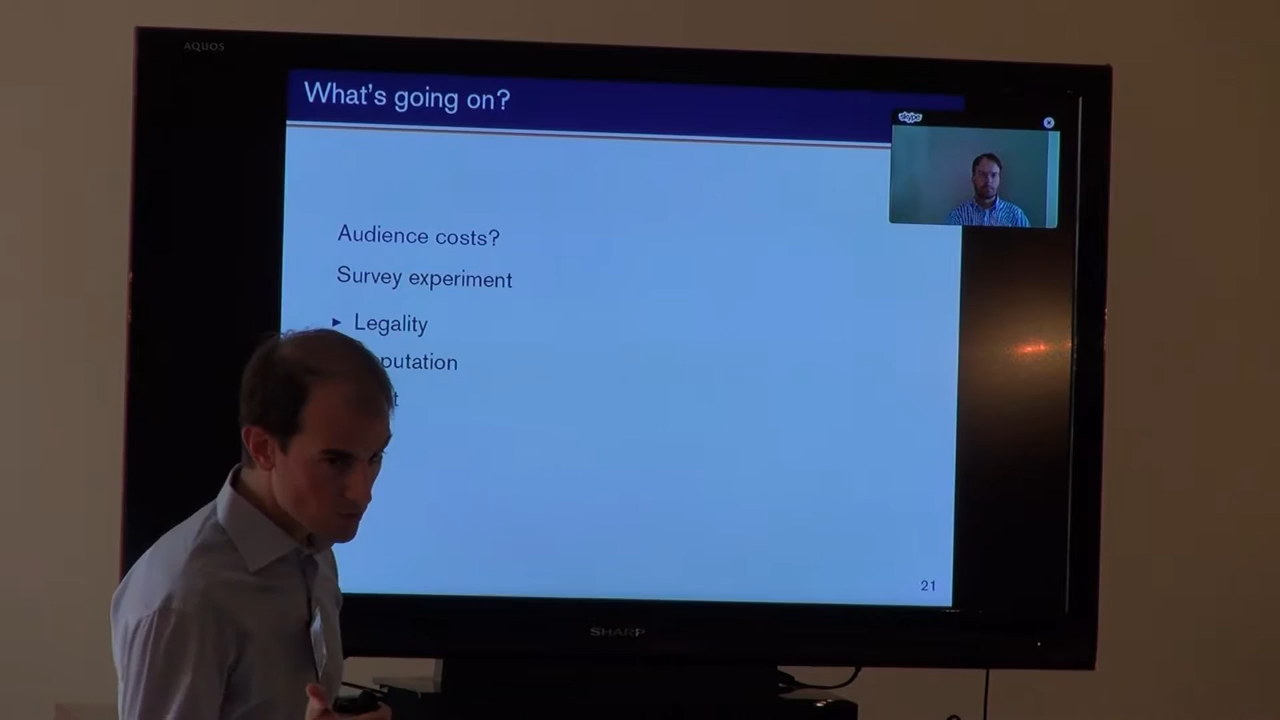 AQUOS
What's going on?
skype
Audience costs?
Survey experiment
► Legality
putation
t
21
SHARP